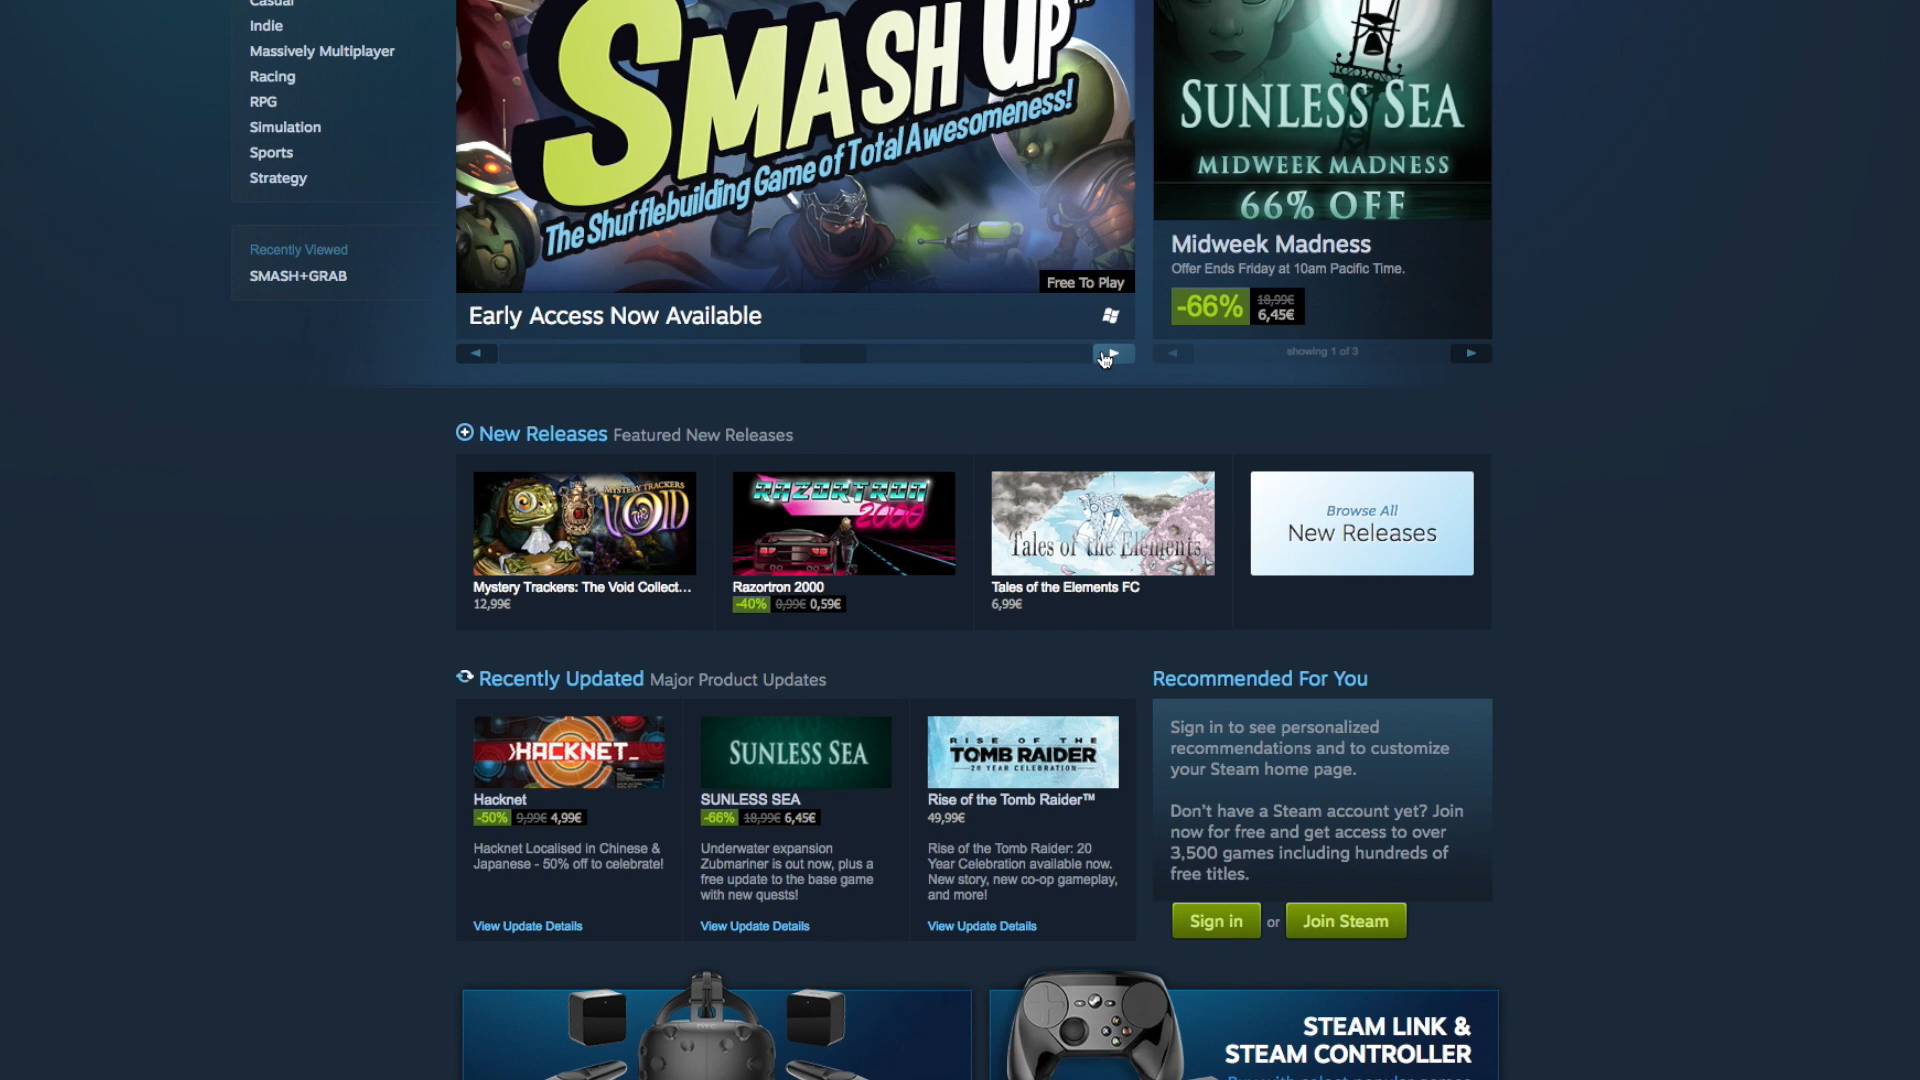 Casual
Indie
Massively Multiplayer
Racing
RPG
Simulation
Sports
Strategy
Recently Viewed
SMASH+GRAB
SMASH UP
The Shufflebuilding Game of Total Awesomeness!
Free To Play
Early Access Now Available
SUNLESS SEA
MIDWEEK MADNESS
66% OFF
Midweek Madness
Offer Ends Friday at 10am Pacific Time.
-66%
18,99€
6,45€
showing 1 of 3
New Releases Featured New Releases
MYSTERY TRACKERS
THE VOID
Mystery Trackers: The Void Collect...
12,99€
RAZORTRON
2000
Razortron 2000
-40% 0,99€ 0,59€
Tales of the Elements
Tales of the Elements FC
6,99€
Browse All
New Releases
Recently Updated Major Product Updates
HACKNET_
Hacknet
-50% 9,99€ 4,99€
Hacknet Localised in Chinese &
Japanese - 50% off to celebrate!
View Update Details
SUNLESS SEA
SUNLESS SEA
-66% 18,99€ 6,45€
Underwater expansion
Zubmariner is out now, plus a
free update to the base game
with new quests!
View Update Details
RISE OF THE
TOMB RAIDER
20 YEAR CELEBRATION
Rise of the Tomb Raider™
49,99€
Rise of the Tomb Raider: 20
Year Celebration available now.
New story, new co-op gameplay,
and more!
View Update Details
Recommended For You
Sign in to see personalized
recommendations and to customize
your Steam home page.
Don't have a Steam account yet? Join
now for free and get access to over
3,500 games including hundreds of
free titles.
Sign in or Join Steam
STEAM LINK &
STEAM CONTROLLER